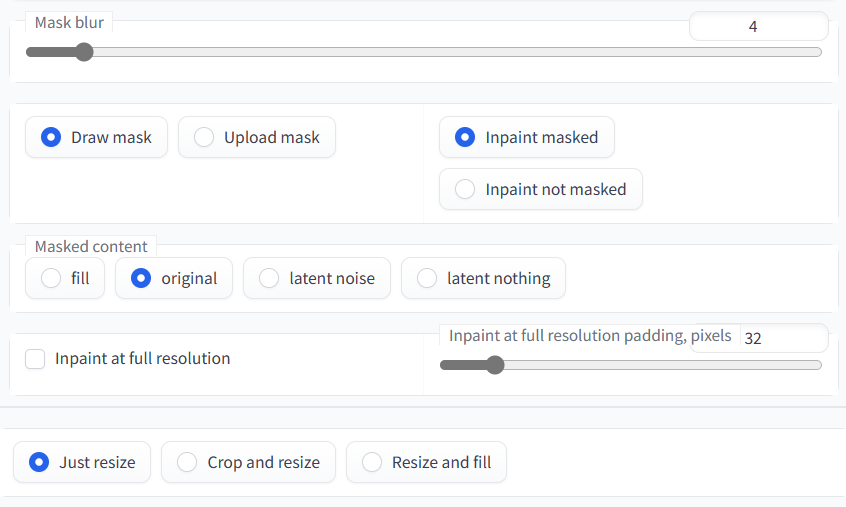 Mask blur
4
Draw mask
Upload mask
Inpaint masked
Inpaint not masked
Masked content
fill
original
latent noise
latent nothing
Inpaint at full resolution
Inpaint at full resolution padding, pixels
32
Just resize
Crop and resize
Resize and fill